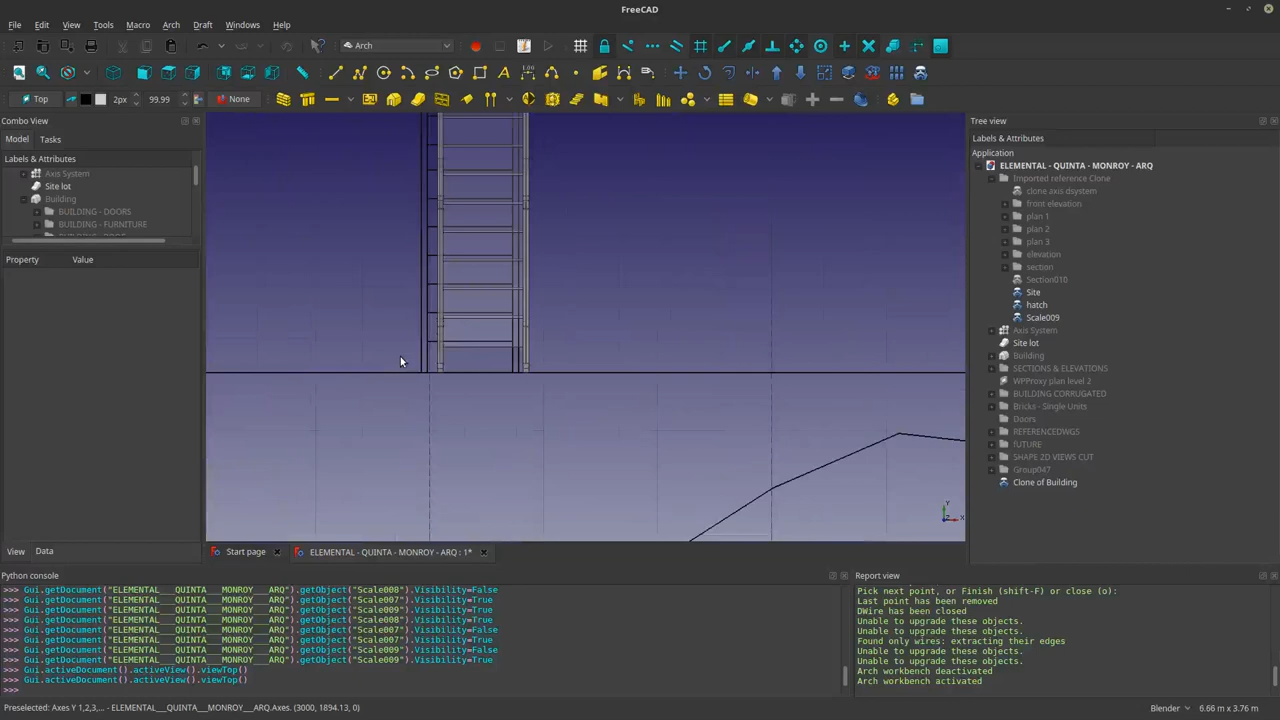 FreeCAD
File Edit View Tools Macro Arch Draft Windows Help
Arch
Top 2px 99.99 None
Combo View
Model Tasks
Labels & Attributes
Axis System
Site lot
Building
BUILDING - DOORS
BUILDING - FURNITURE
Property Value
View Data
Start page ELEMENTAL - QUINTA - MONROY - ARQ : 1*
Tree view
Labels & Attributes
Application
ELEMENTAL - QUINTA - MONROY - ARQ
Imported reference Clone
clone axis dsystem
front elevation
plan 1
plan 2
plan 3
elevation
section
Section010
Site
hatch
Scale009
Axis System
Site lot
Building
SECTIONS & ELEVATIONS
WPProxy plan level 2
BUILDING CORRUGATED
Bricks - Single Units
Doors
REFERENCEDWGS
fUTURE
SHAPE 2D VIEWS CUT
Group047
Clone of Building
Y
X
Python console
>>> Gui.getDocument("ELEMENTAL___QUINTA___MONROY___ARQ").getObject("Scale008").Visibility=False
>>> Gui.getDocument("ELEMENTAL___QUINTA___MONROY___ARQ").getObject("Scale007").Visibility=True
>>> Gui.getDocument("ELEMENTAL___QUINTA___MONROY___ARQ").getObject("Scale009").Visibility=True
>>> Gui.getDocument("ELEMENTAL___QUINTA___MONROY___ARQ").getObject("Scale008").Visibility=True
>>> Gui.getDocument("ELEMENTAL___QUINTA___MONROY___ARQ").getObject("Scale007").Visibility=False
>>> Gui.getDocument("ELEMENTAL___QUINTA___MONROY___ARQ").getObject("Scale007").Visibility=True
>>> Gui.getDocument("ELEMENTAL___QUINTA___MONROY___ARQ").getObject("Scale009").Visibility=False
>>> Gui.getDocument("ELEMENTAL___QUINTA___MONROY___ARQ").getObject("Scale009").Visibility=True
>>> Gui.activeDocument().activeView().viewTop()
>>> Gui.activeDocument().activeView().viewTop()
>>>
Report view
Pick next point, or Finish (shift-F) or close (o):
Last point has been removed
DWire has been closed
Unable to upgrade these objects.
Unable to upgrade these objects.
Found only wires: extracting their edges
Unable to upgrade these objects.
Unable to upgrade these objects.
Arch workbench deactivated
Arch workbench activated
Preselected: Axes Y 1,2,3,... - ELEMENTAL___QUINTA___MONROY___ARQ.Axes. (3000, 1894.13, 0)
Blender 6.66 m x 3.76 m